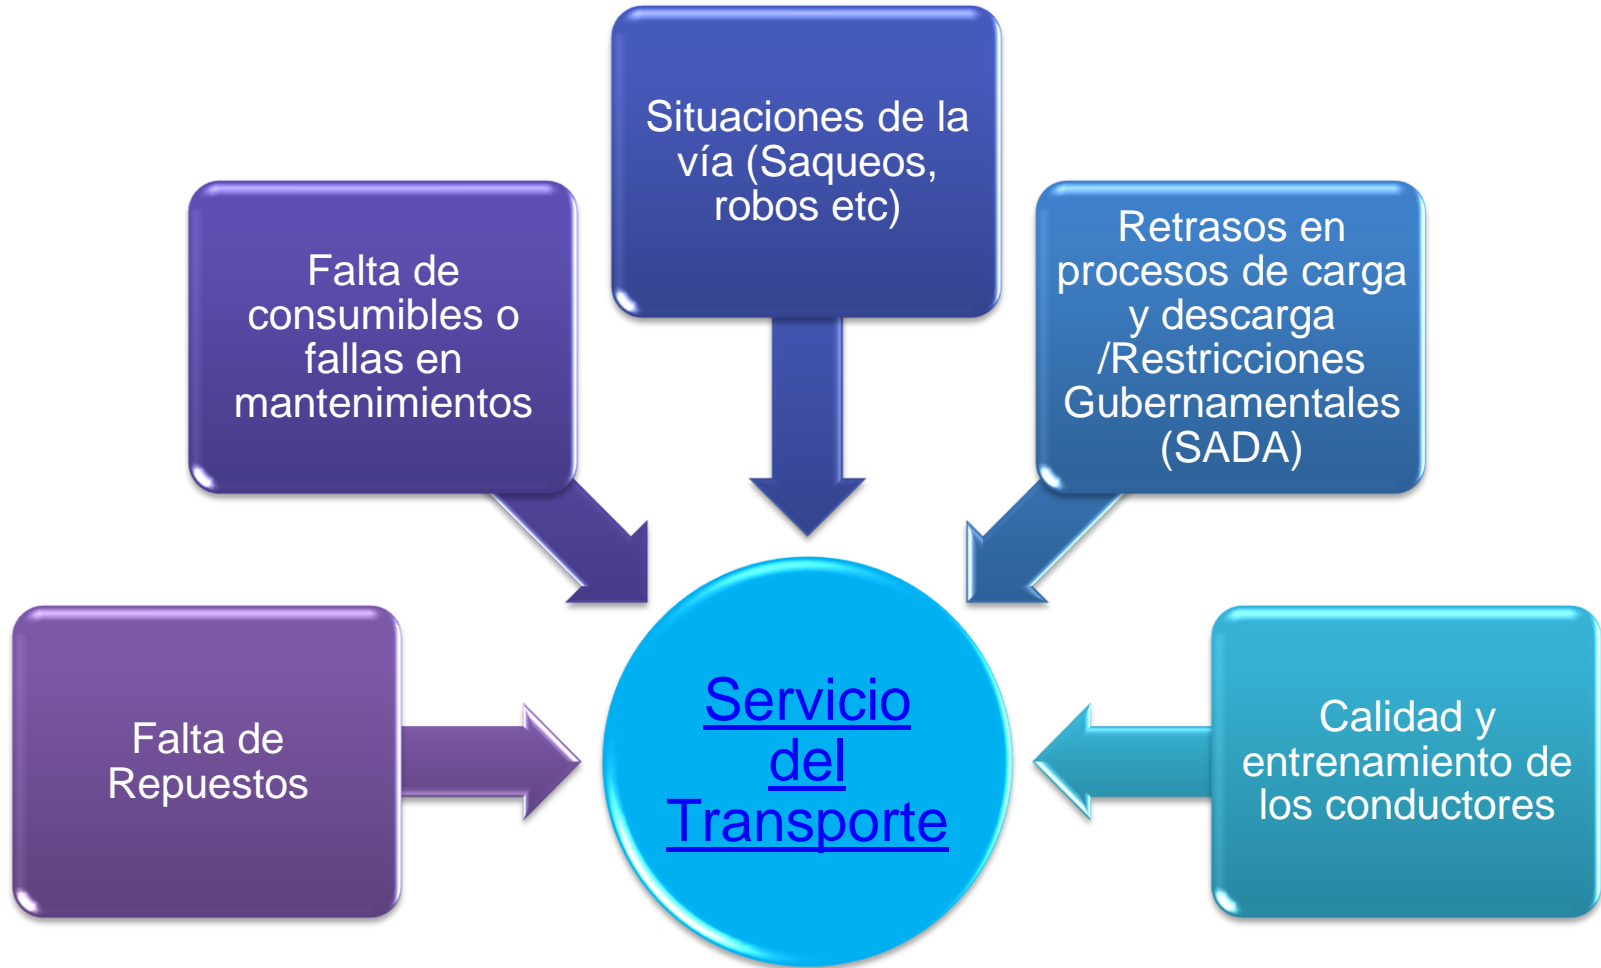 Situaciones de la
vía (Saqueos,
robos etc)
Falta de
consumibles o
fallas en
mantenimientos
Retrasos en
procesos de carga
y descarga
/Restricciones
Gubernamentales
(SADA)
Falta de
Repuestos
Servicio
del
Transporte
Calidad y
entrenamiento de
los conductores